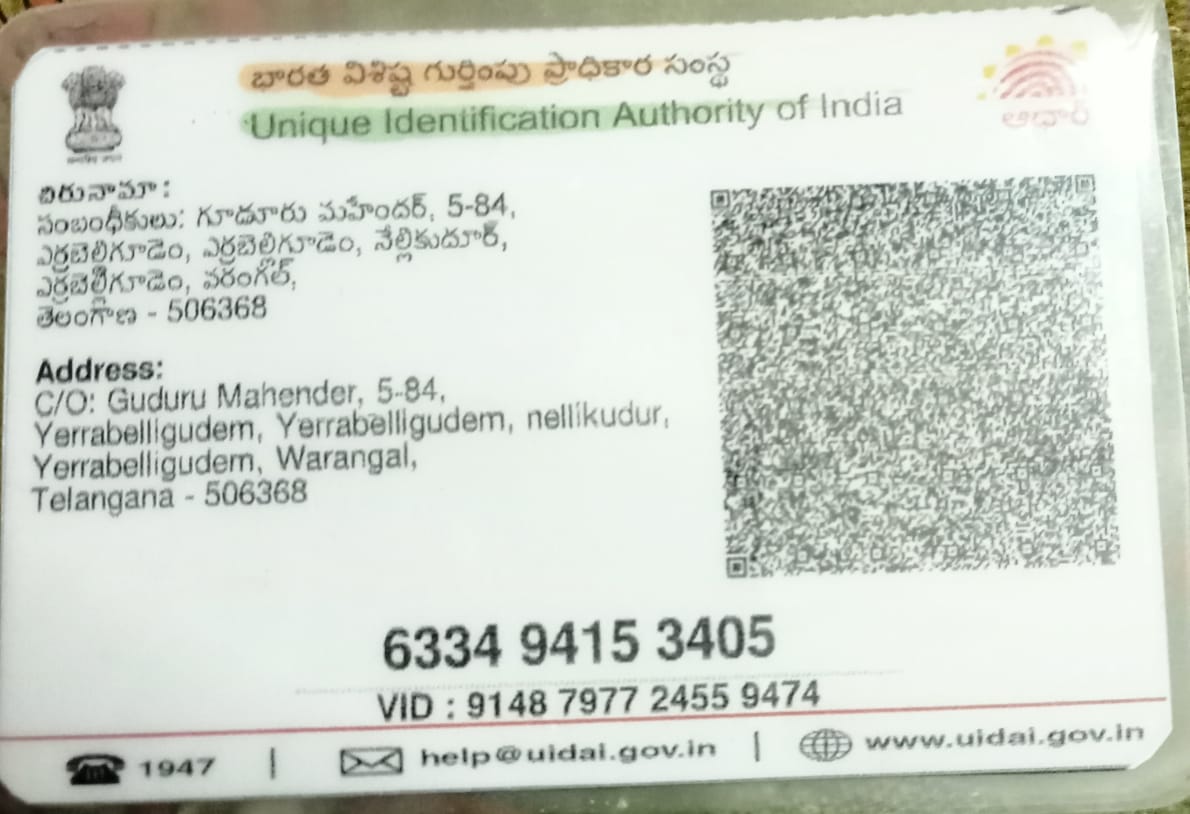 భారత విశిష్ట గుర్తింపు ప్రాధికార సంస్థ
Unique Identification Authority of India
ఆధార్
చిరునామా:
సంబంధీకులు: గూడూరు మహేందర్, 5-84,
ఎర్రబెలిగూడెం, ఎర్రబెలిగూడెం, నేల్లికుదూర్,
ఎర్రబెల్లిగూడెం, వరంగల్,
తెలంగాణ - 506368
Address:
C/O: Guduru Mahender, 5-84,
Yerrabelligudem, Yerrabelligudem, nellikudur,
Yerrabelligudem, Warangal,
Telangana - 506368
6334 9415 3405
VID : 9148 7977 2455 9474
1947 | help@uidai.gov.in | www.uidai.gov.in